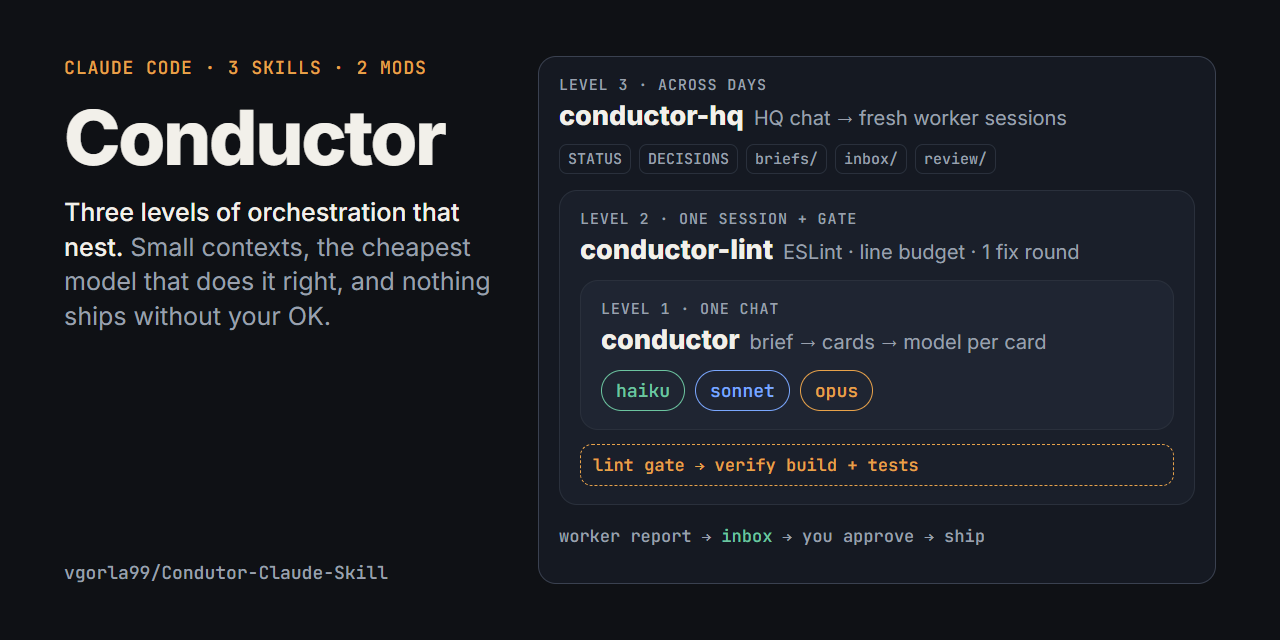 CLAUDE CODE · 3 SKILLS · 2 MODS
Conductor
Three levels of orchestration that
nest. Small contexts, the cheapest
model that does it right, and nothing
ships without your OK.
vgorla99/Condutor-Claude-Skill
LEVEL 3 · ACROSS DAYS
conductor-hq HQ chat → fresh worker sessions
STATUS DECISIONS briefs/ inbox/ review/
LEVEL 2 · ONE SESSION + GATE
conductor-lint ESLint · line budget · 1 fix round
LEVEL 1 · ONE CHAT
conductor brief → cards → model per card
haiku sonnet opus
lint gate → verify build + tests
worker report → inbox → you approve → ship